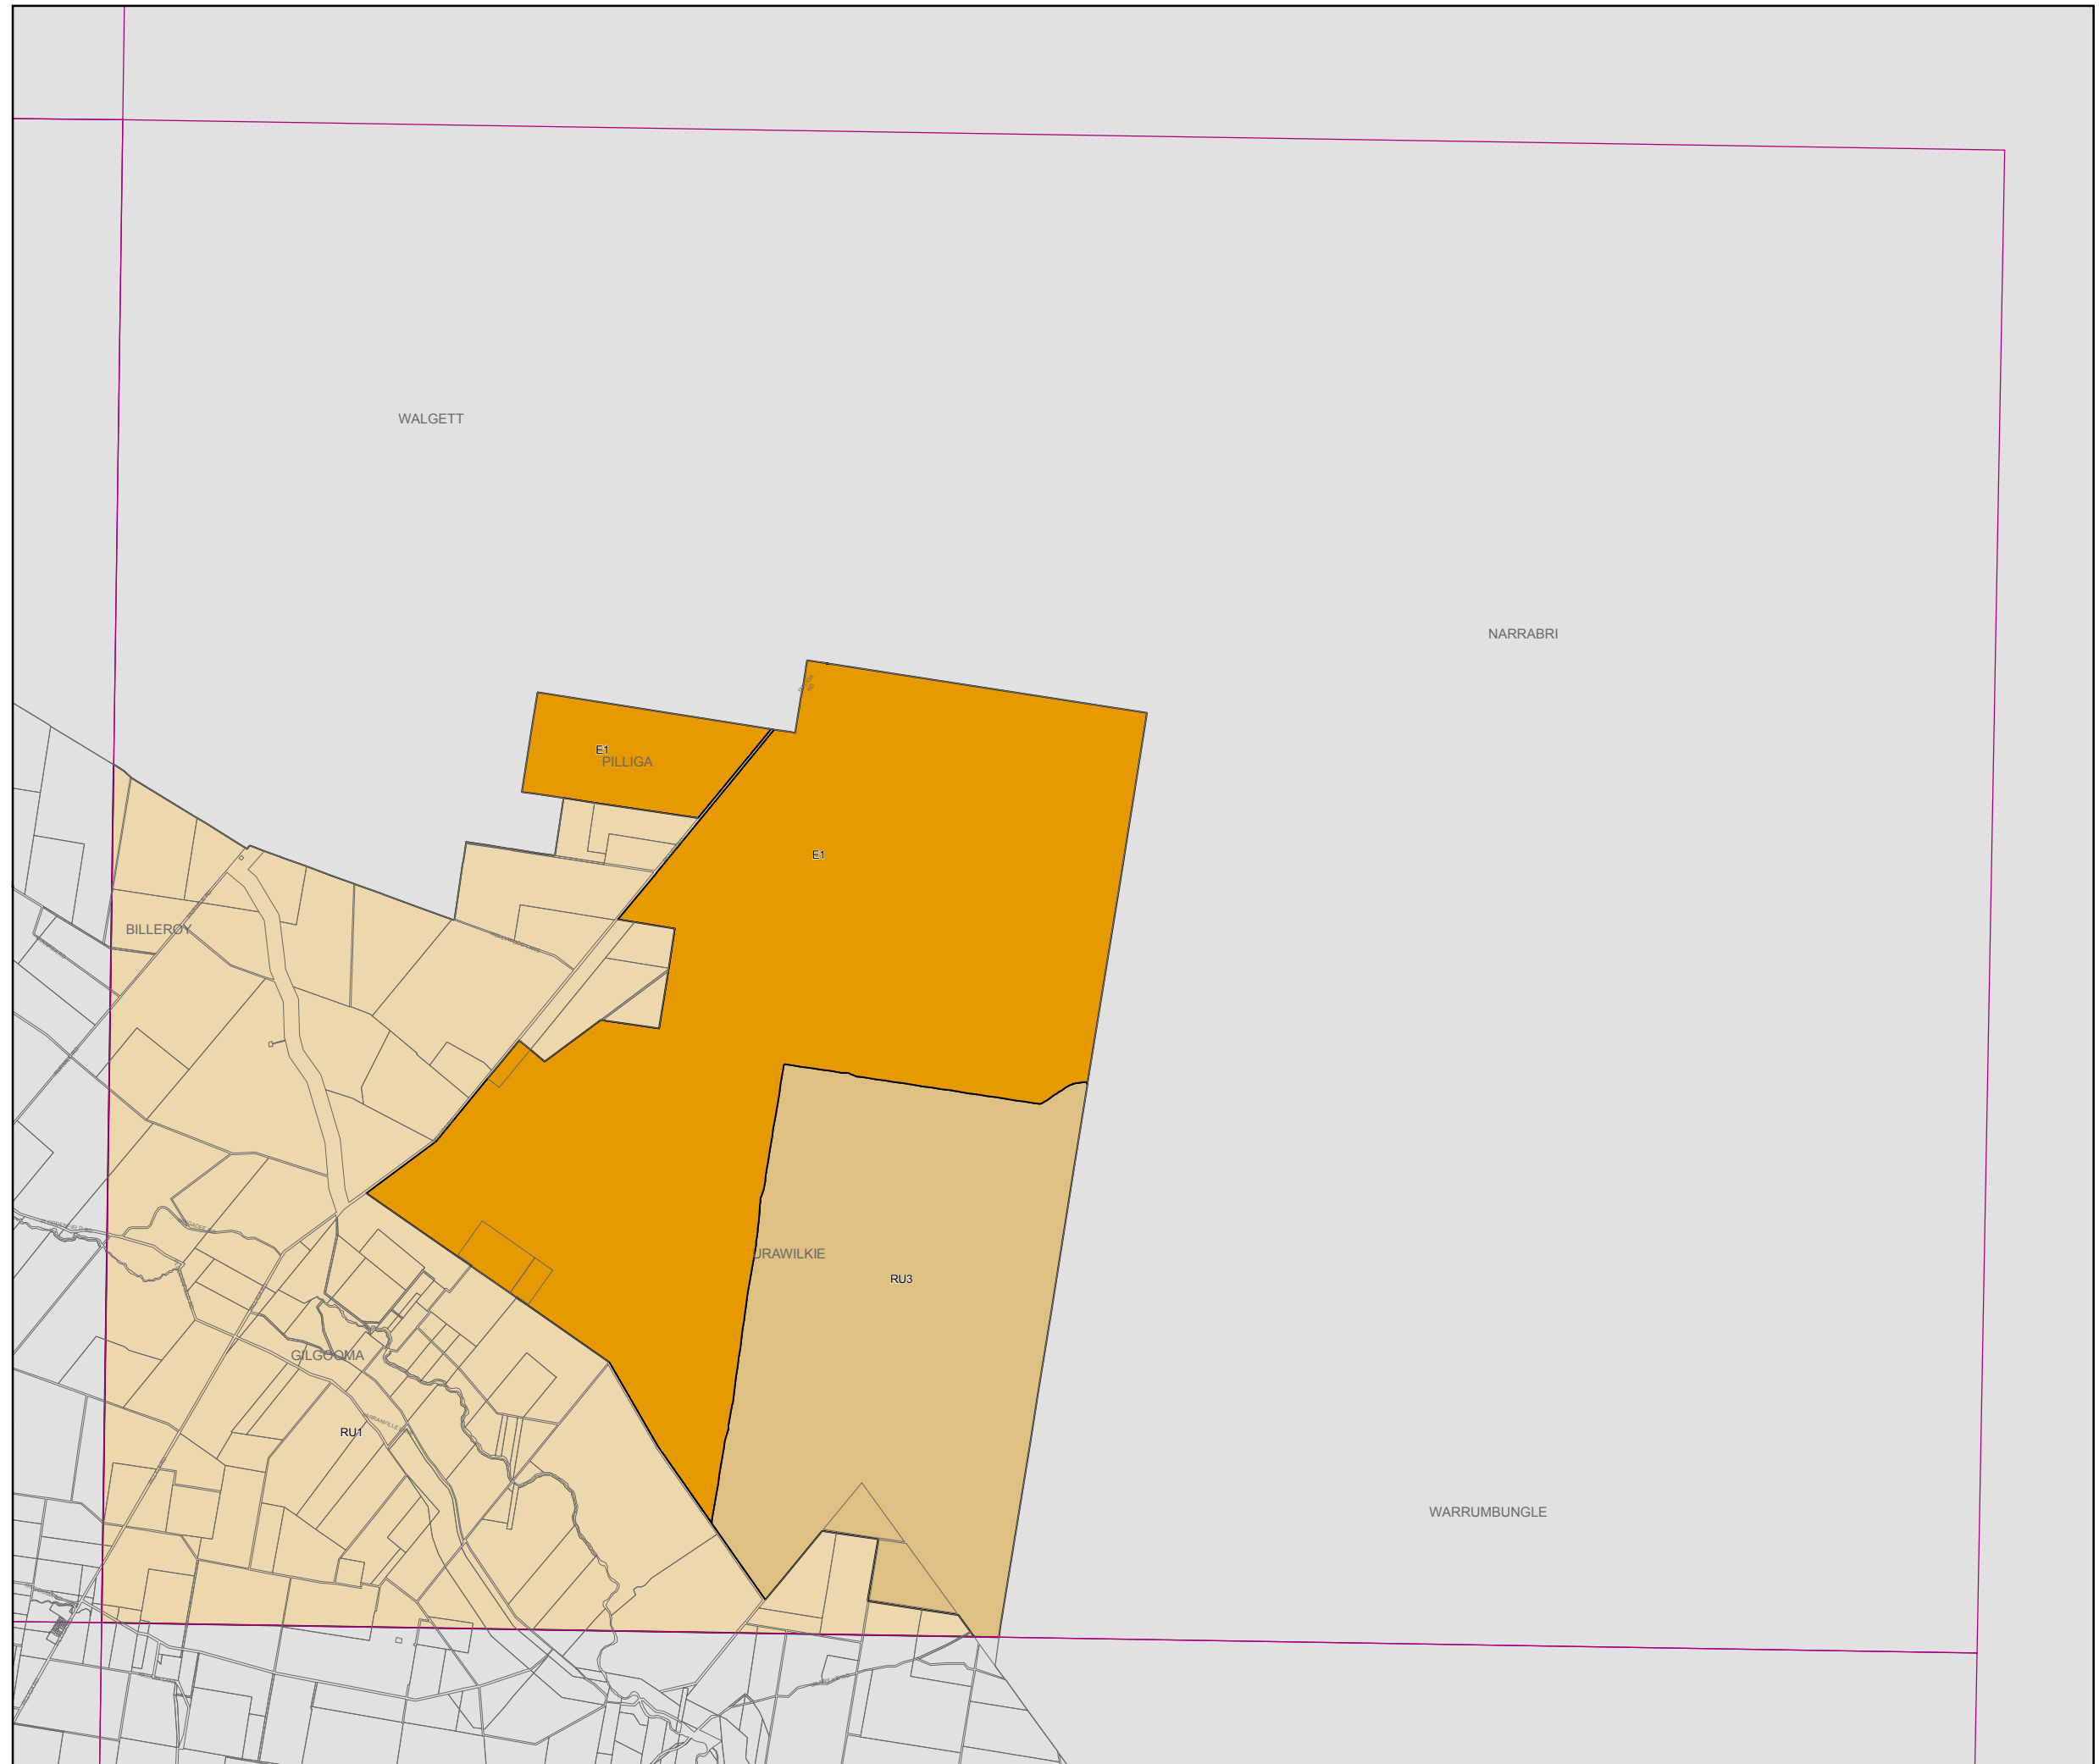 WALGETT
NARRABRI
E1
PILLIGA
E1
BILLEROY
URAWILKIE
RU3
GILGOOMA
RU1
WARRUMBUNGLE